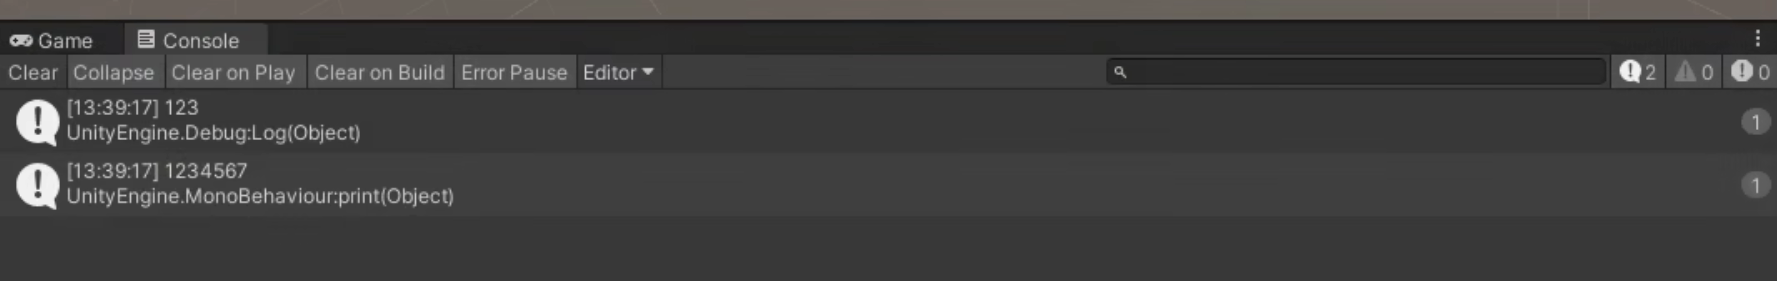 Game Console
Clear Collapse Clear on Play Clear on Build Error Pause Editor 2 0 0
[13:39:17] 123
UnityEngine.Debug:Log(Object)
1
[13:39:17] 1234567
UnityEngine.MonoBehaviour:print(Object)
1